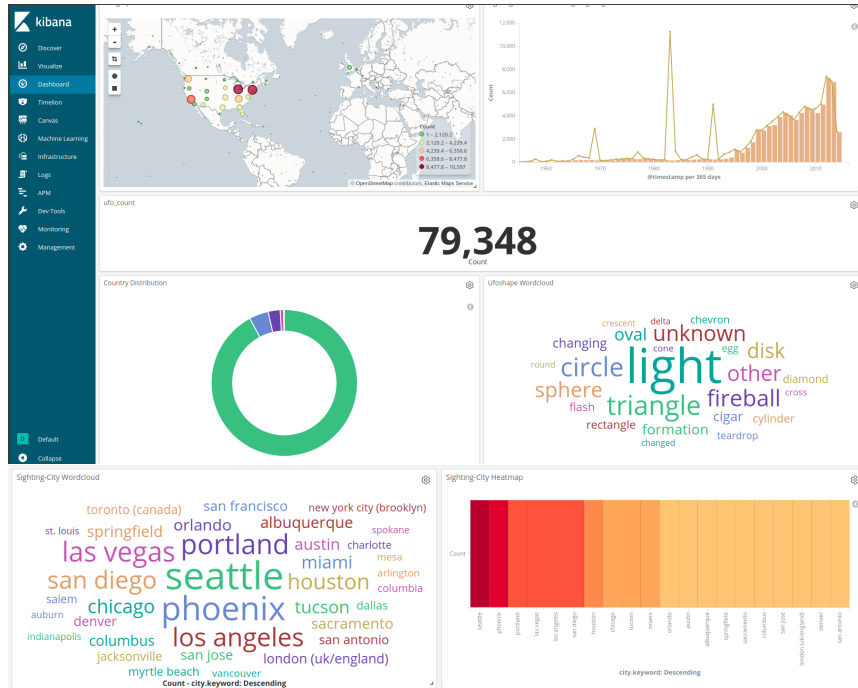 kibana
Discover
Visualize
Dashboard
Timelion
Canvas
Machine Learning
Infrastructure
Logs
APM
Dev Tools
Monitoring
Management
Default
Collapse
+
-
Count
1 – 2,120.2
2,120.2 – 4,239.4
4,239.4 – 6,358.6
6,358.6 – 8,477.8
8,477.8 – 10,597
© OpenStreetMap contributors, Elastic Maps Service
12,000
10,000
8,000
6,000
4,000
2,000
0
Count
1960
1970
1980
1990
2000
2010
@timestamp per 365 days
ufo_count
79,348
Count
Country Distribution
Ufoshape Wordcloud
crescent
delta
chevron
oval
unknown
changing
cone
egg
disk
round
circle
light
other
diamond
sphere
fireball
cross
flash
triangle
cigar
cylinder
rectangle
formation
teardrop
changed
Sighting-City Wordcloud
toronto (canada)
san francisco
new york city (brooklyn)
st. louis
springfield
orlando
albuquerque
spokane
las vegas
portland
austin
charlotte
miami
mesa
san diego
seattle
houston
arlington
columbia
salem
chicago
phoenix
tucson
dallas
auburn
denver
sacramento
indianapolis
columbus
los angeles
san antonio
jacksonville
san jose
london (uk/england)
myrtle beach
vancouver
Count - city.keyword: Descending
Sighting-City Heatmap
Count
seattle
phoenix
portland
las vegas
los angeles
san diego
houston
chicago
tucson
miami
orlando
austin
albuquerque
springfield
sacramento
columbus
san jose
london (uk/england)
denver
san antonio
city.keyword: Descending